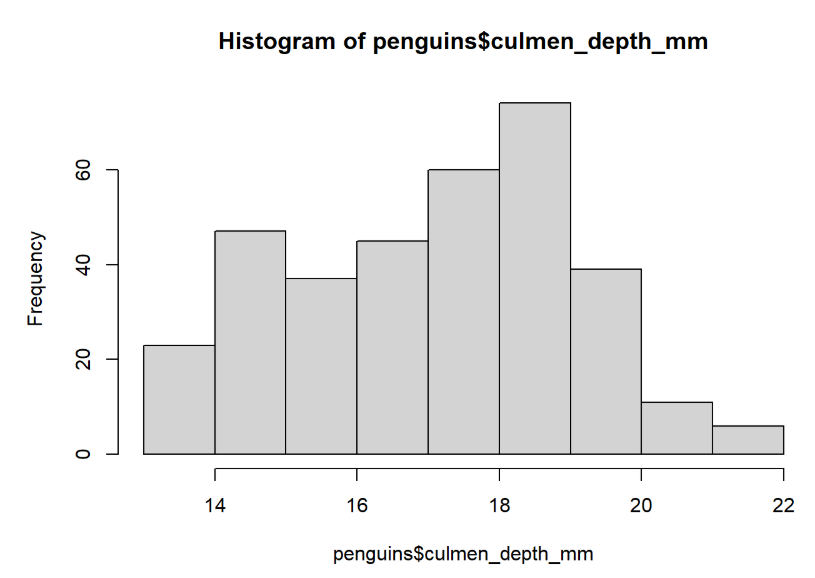 Histogram of penguins$culmen_depth_mm
Frequency
60
40
20
0
14 16 18 20 22
penguins$culmen_depth_mm